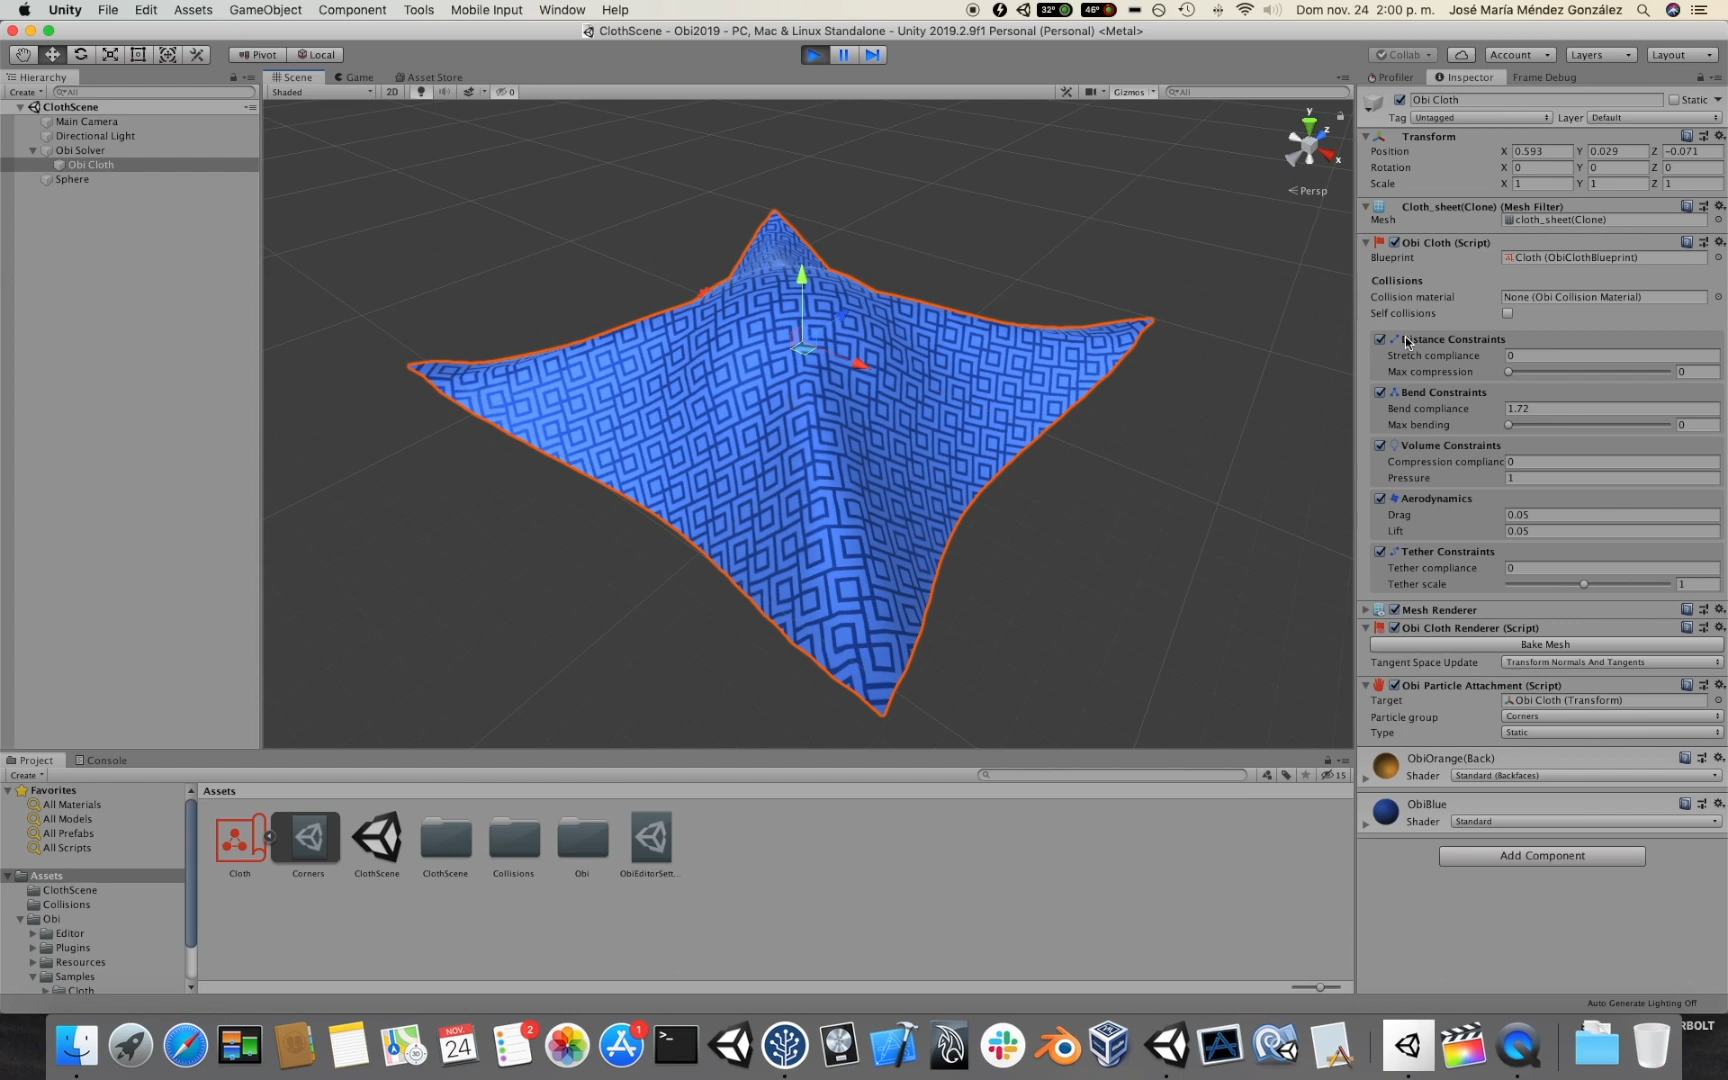 Unity File Edit Assets GameObject Component Tools Mobile Input Window Help 32° 46° Dom nov. 24 2:00 p. m. José María Méndez González
ClothScene - Obi2019 - PC, Mac & Linux Standalone - Unity 2019.2.9f1 Personal (Personral) <Metal>
Pivot Local Collab Account Layers Layout
Hierarchy Scene Game Asset Store Profiler Inspector Frame Debug
Create All Shaded 2D 0 Gizmos All
ClothScene
Main Camera
Directional Light
Obi Solver
Obi Cloth
Sphere
y
z
x
Persp
Obi Cloth Static
Tag Untagged Layer Default
Transform
Position X 0.593 Y 0.029 Z -0.071
Rotation X 0 Y 0 Z 0
Scale X 1 Y 1 Z 1
Cloth_sheet(Clone) (Mesh Filter)
Mesh cloth_sheet(Clone)
Obi Cloth (Script)
Blueprint Cloth (ObiClothBlueprint)
Collisions
Collision material None (Obi Collision Material)
Self collisions
istance Constraints
Stretch compliance 0
Max compression 0
Bend Constraints
Bend compliance 1.72
Max bending 0
Volume Constraints
Compression complianc 0
Pressure 1
Aerodynamics
Drag 0.05
Lift 0.05
Tether Constraints
Tether compliance 0
Tether scale 1
Mesh Renderer
Obi Cloth Renderer (Script)
Bake Mesh
Tangent Space Update Transform Normals And Tangents
Obi Particle Attachment (Script)
Target Obi Cloth (Transform)
Particle group Corners
Type Static
ObiOrange(Back)
Shader Standard (Backfaces)
ObiBlue
Shader Standard
Add Component
Project Console
Create 15
Favorites
All Materials
All Models
All Prefabs
All Scripts
Assets
ClothScene
Collisions
Obi
Editor
Plugins
Resources
Samples
Cloth
Assets
Cloth Corners ClothScene ClothScene Collisions Obi ObiEditorSett...
Auto Generate Lighting Off
NOV.
24
2
1
RBOLT